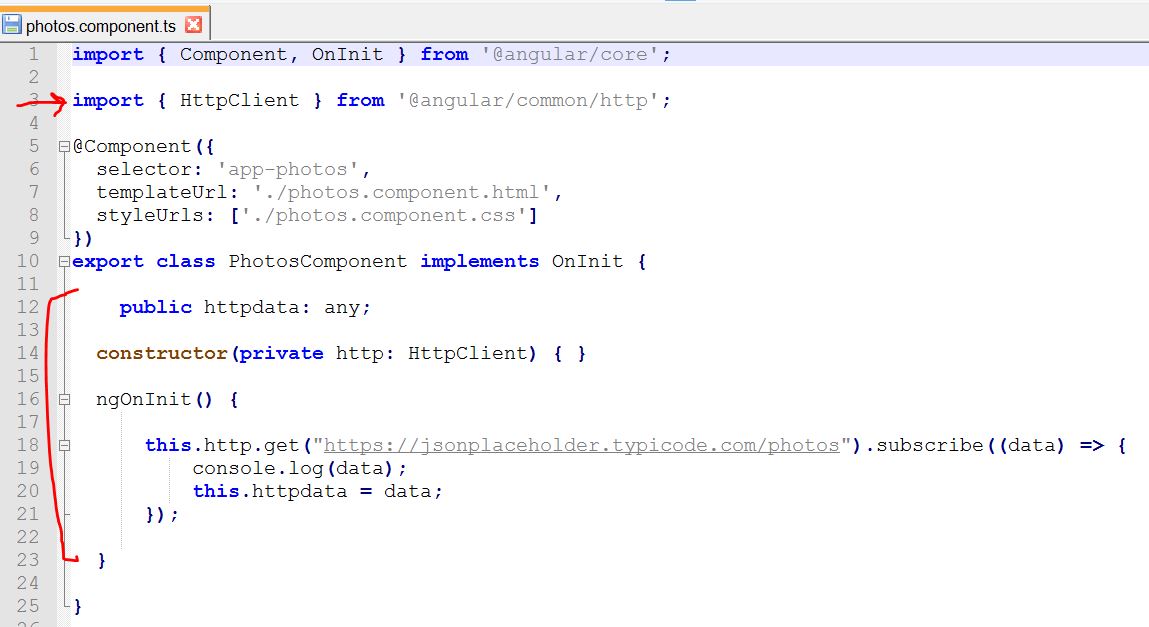 photos.component.ts
1 import { Component, OnInit } from '@angular/core';
2
3 import { HttpClient } from '@angular/common/http';
4
5 @Component({
6 selector: 'app-photos',
7 templateUrl: './photos.component.html',
8 styleUrls: ['./photos.component.css']
9 })
10 export class PhotosComponent implements OnInit {
11
12 public httpdata: any;
13
14 constructor(private http: HttpClient) { }
15
16 ngOnInit() {
17
18 this.http.get("https://jsonplaceholder.typicode.com/photos").subscribe((data) => {
19 console.log(data);
20 this.httpdata = data;
21 });
22
23 }
24
25 }